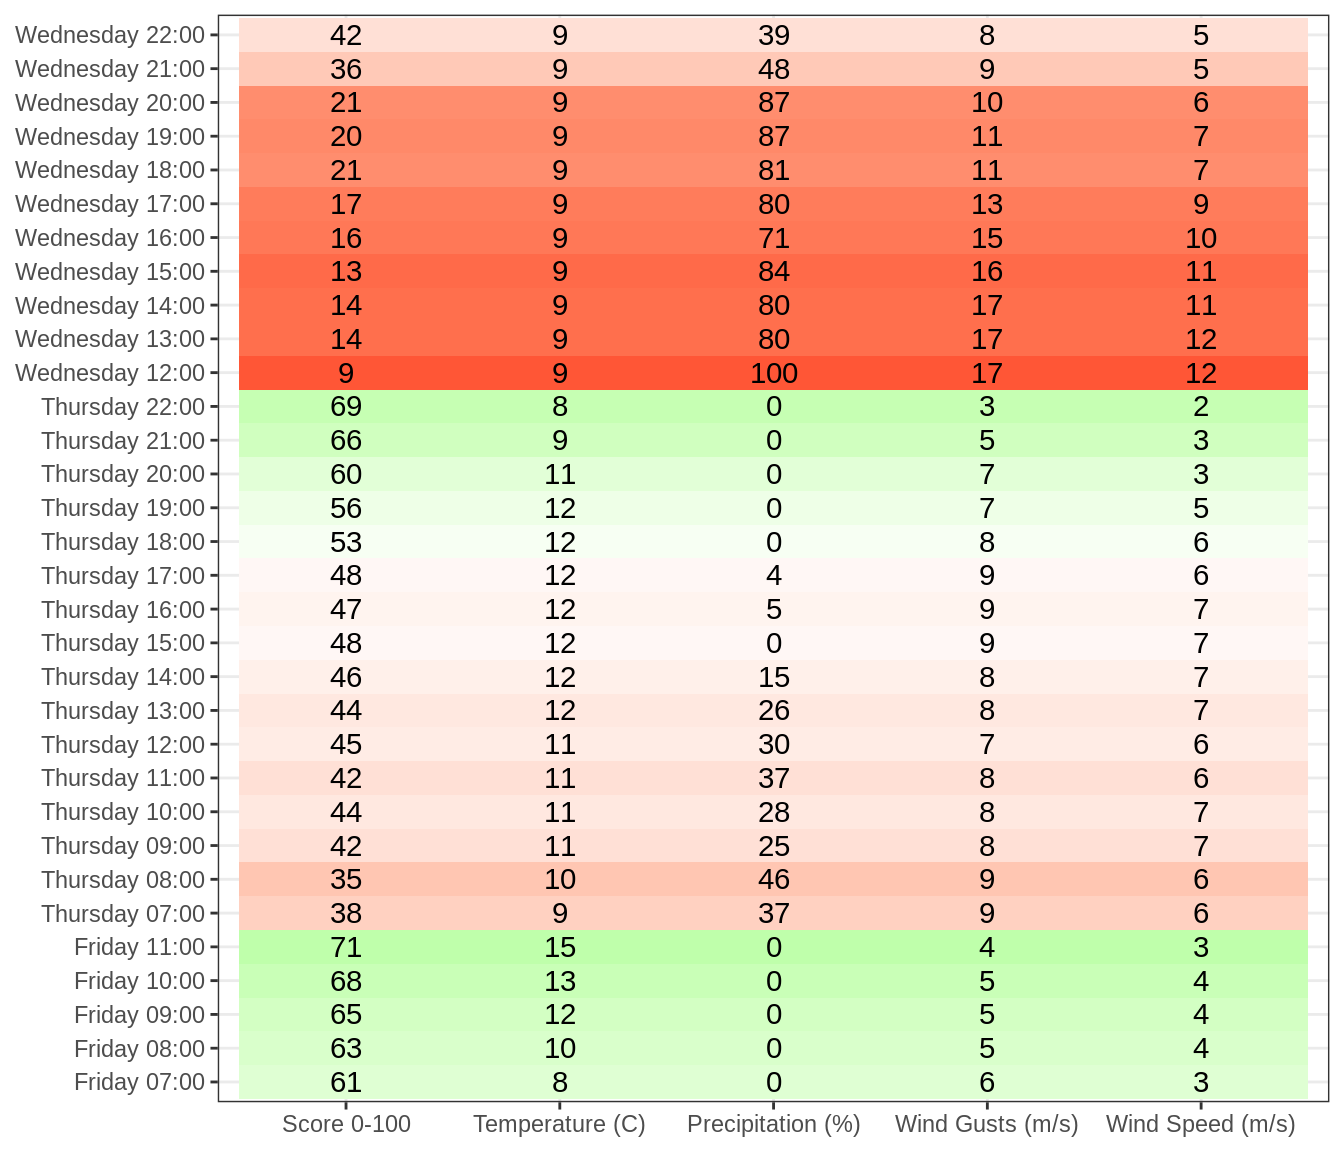 Wednesday 22:00 42 9 39 8 5
Wednesday 21:00 36 9 48 9 5
Wednesday 20:00 21 9 87 10 6
Wednesday 19:00 20 9 87 11 7
Wednesday 18:00 21 9 81 11 7
Wednesday 17:00 17 9 80 13 9
Wednesday 16:00 16 9 71 15 10
Wednesday 15:00 13 9 84 16 11
Wednesday 14:00 14 9 80 17 11
Wednesday 13:00 14 9 80 17 12
Wednesday 12:00 9 9 100 17 12
Thursday 22:00 69 8 0 3 2
Thursday 21:00 66 9 0 5 3
Thursday 20:00 60 11 0 7 3
Thursday 19:00 56 12 0 7 5
Thursday 18:00 53 12 0 8 6
Thursday 17:00 48 12 4 9 6
Thursday 16:00 47 12 5 9 7
Thursday 15:00 48 12 0 9 7
Thursday 14:00 46 12 15 8 7
Thursday 13:00 44 12 26 8 7
Thursday 12:00 45 11 30 7 6
Thursday 11:00 42 11 37 8 6
Thursday 10:00 44 11 28 8 7
Thursday 09:00 42 11 25 8 7
Thursday 08:00 35 10 46 9 6
Thursday 07:00 38 9 37 9 6
Friday 11:00 71 15 0 4 3
Friday 10:00 68 13 0 5 4
Friday 09:00 65 12 0 5 4
Friday 08:00 63 10 0 5 4
Friday 07:00 61 8 0 6 3
Score 0-100 Temperature (C) Precipitation (%) Wind Gusts (m/s) Wind Speed (m/s)